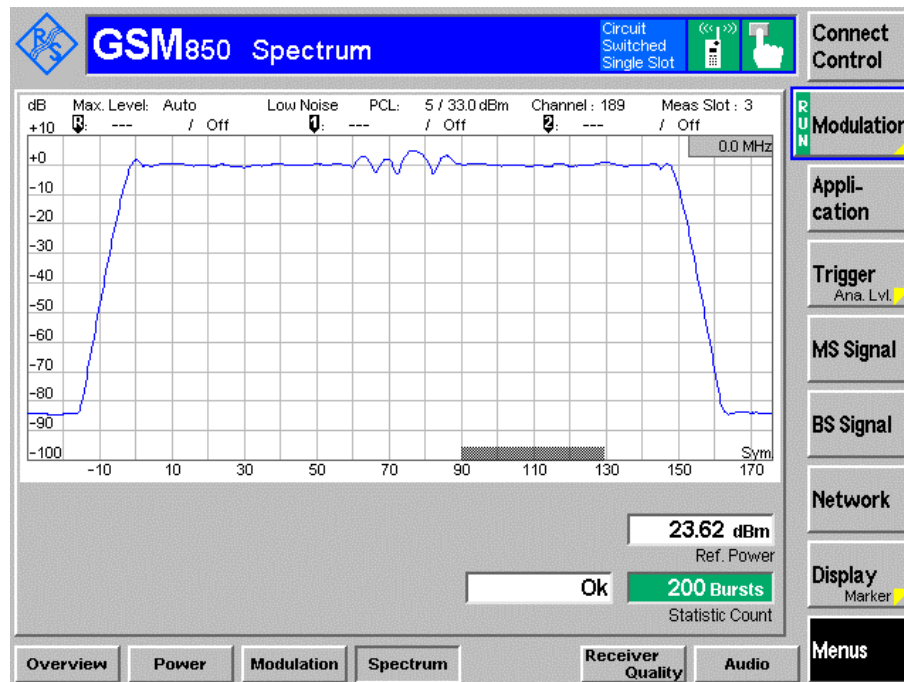 GSM850 Spectrum
Circuit
Switched
Single Slot
Connect
Control
dB Max. Level: Auto Low Noise PCL: 5 / 33.0 dBm Channel : 189 Meas Slot : 3
+10 R: --- / Off 1: --- / Off 2: --- / Off
0.0 MHz
+0
-10
-20
-30
-40
-50
-60
-70
-80
-90
-100
Sym
-10 10 30 50 70 90 110 130 150 170
23.62 dBm
Ref. Power
Ok 200 Bursts
Statistic Count
RUN
Modulation
Appli-
cation
Trigger
Ana. Lvl.
MS Signal
BS Signal
Network
Display
Marker
Menus
Overview Power Modulation Spectrum Receiver Quality Audio